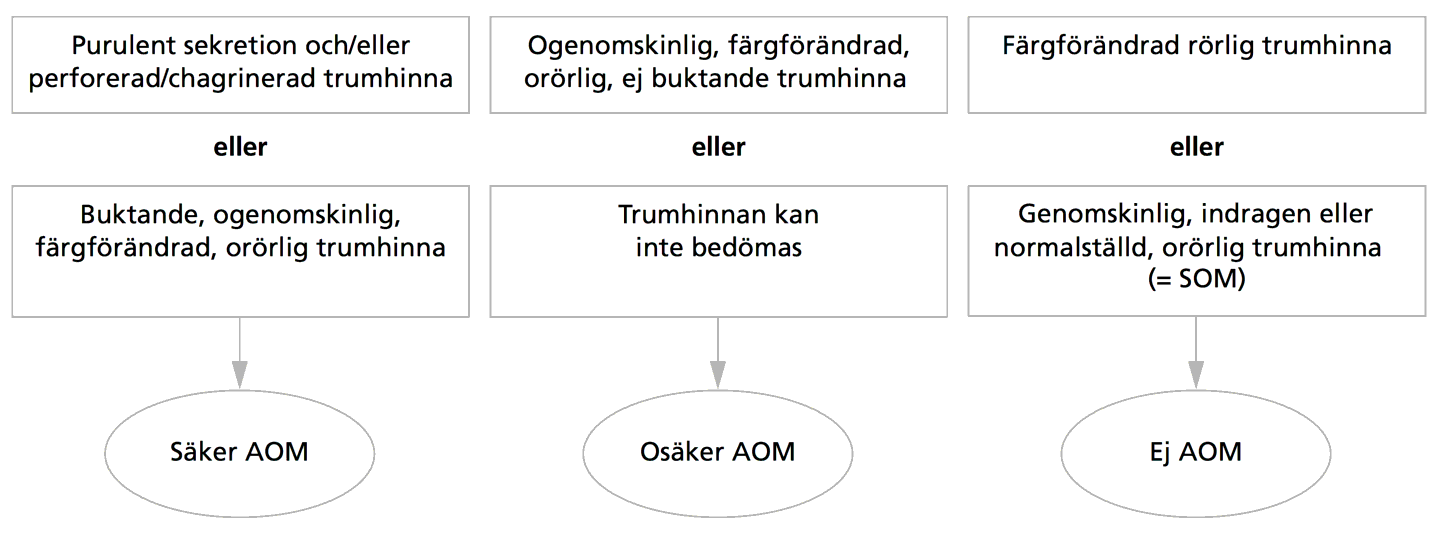 Purulent sekretion och/eller
perforerad/chagrinerad trumhinna
eller
Buktande, ogenomskinlig,
färgförändrad, orörlig trumhinna
Säker AOM
Ogenomskinlig, färgförändrad,
orörlig, ej buktande trumhinna
eller
Trumhinnan kan
inte bedömas
Osäker AOM
Färgförändrad rörlig trumhinna
eller
Genomskinlig, indragen eller
normalställd, orörlig trumhinna
(= SOM)
Ej AOM